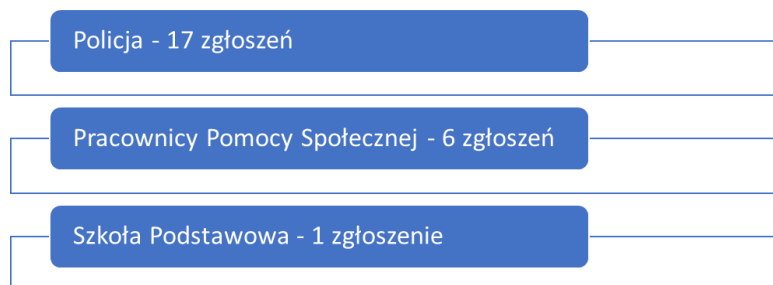 Policja - 17 zgłoszeń
Pracownicy Pomocy Społecznej - 6 zgłoszeń
Szkoła Podstawowa - 1 zgłoszenie